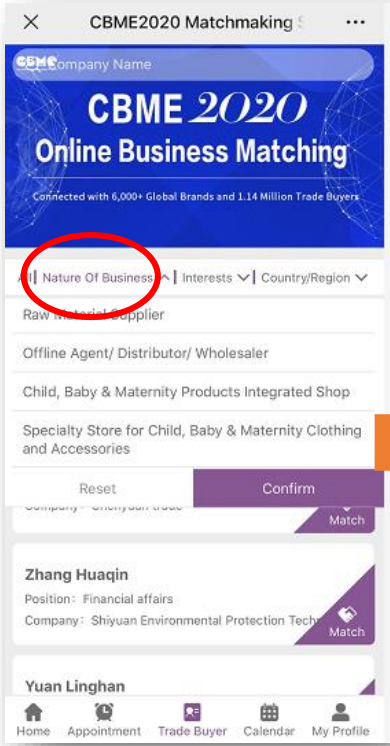 CBME2020 Matchmaking
CBME Company Name
CBME 2020
Online Business Matching
Connected with 6,000+ Global Brands and 1.14 Million Trade Buyers
All Nature Of Business Interests Country/Region
Raw Material Supplier
Offline Agent/ Distributor/ Wholesaler
Child, Baby & Maternity Products Integrated Shop
Specialty Store for Child, Baby & Maternity Clothing
and Accessories
Reset Confirm
Match
Zhang Huaqin
Position: Financial affairs
Company: Shiyuan Environmental Protection
Match
Yuan Linghan
Home Appointment Trade Buyer Calendar My Profile